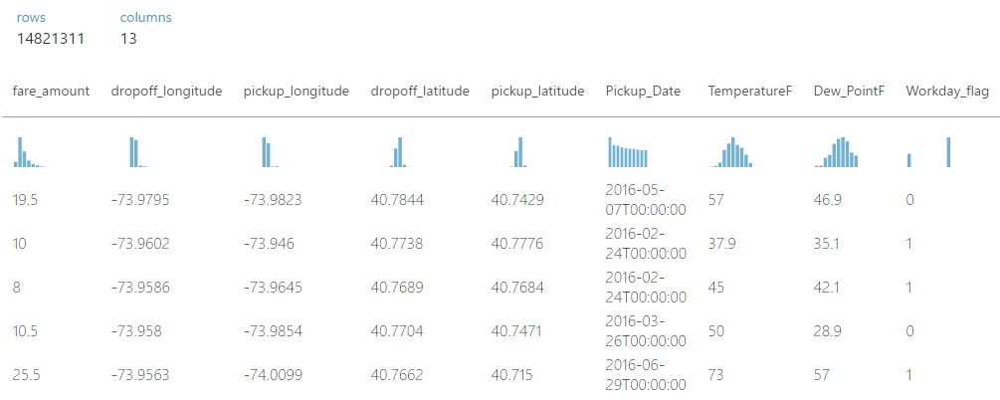 rows columns
14821311 13
fare_amount dropoff_longitude pickup_longitude dropoff_latitude pickup_latitude Pickup_Date TemperatureF Dew_PointF Workday_flag
19.5 -73.9795 -73.9823 40.7844 40.7429 2016-05-07T00:00:00 57 46.9 0
10 -73.9602 -73.946 40.7738 40.7776 2016-02-24T00:00:00 37.9 35.1 1
8 -73.9586 -73.9645 40.7689 40.7684 2016-02-24T00:00:00 45 42.1 1
10.5 -73.958 -73.9854 40.7704 40.7471 2016-03-26T00:00:00 50 28.9 0
25.5 -73.9563 -74.0099 40.7662 40.715 2016-06-29T00:00:00 73 57 1